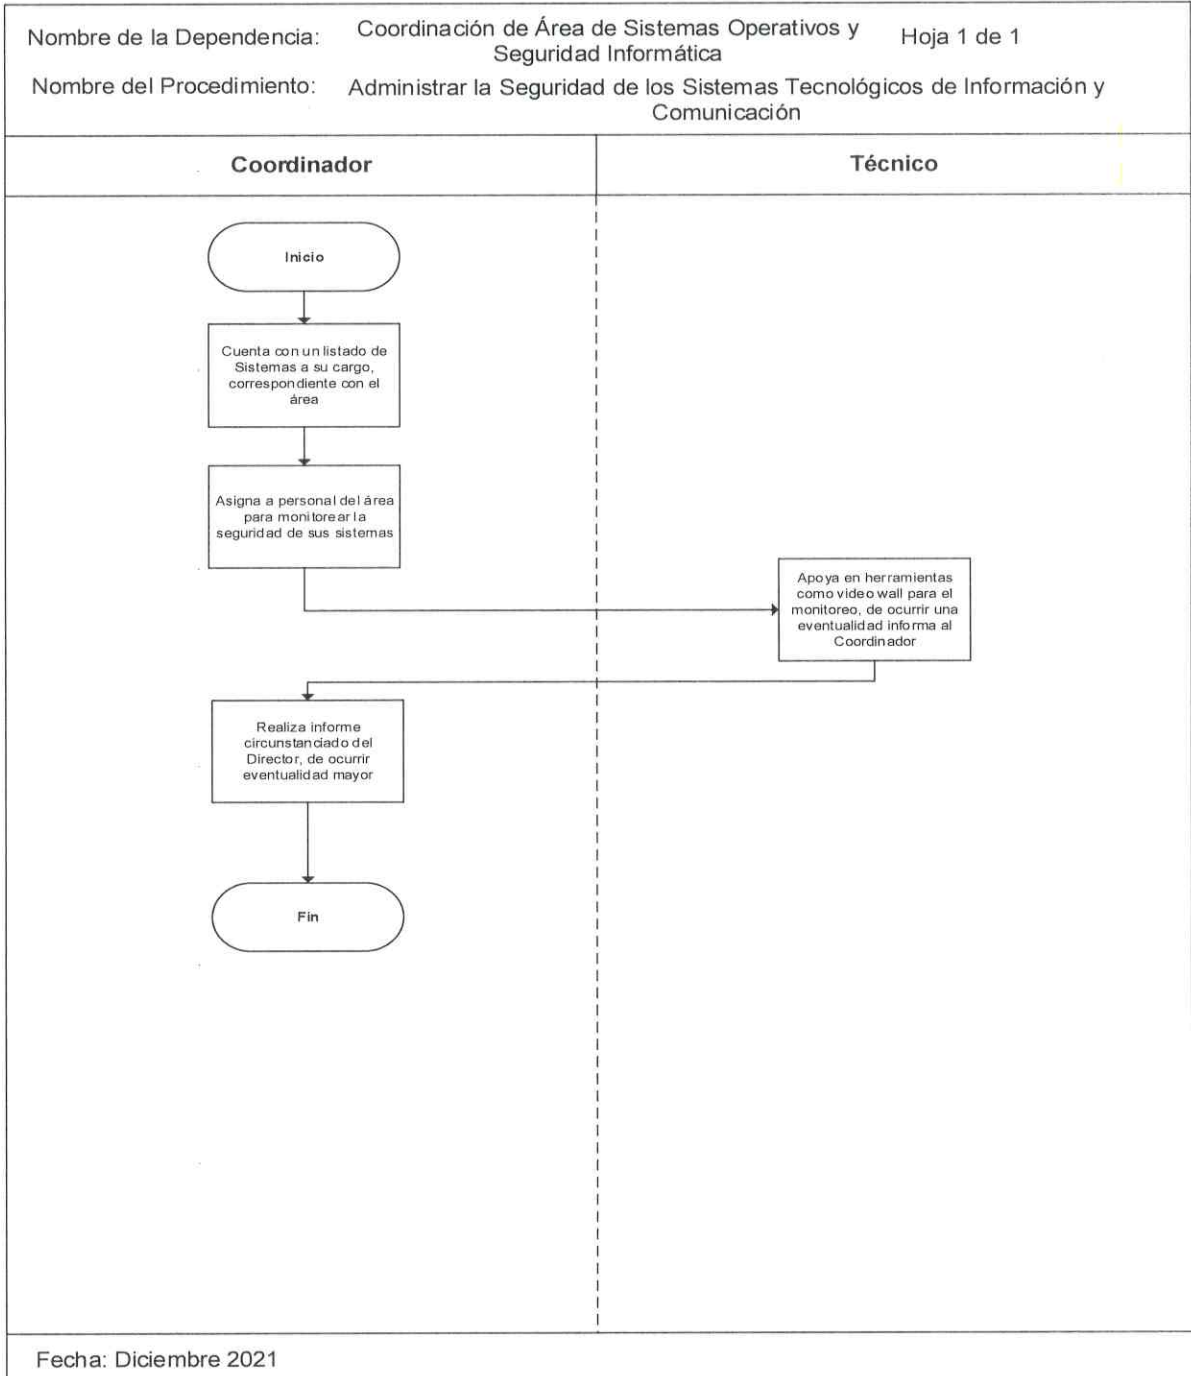 Nombre de la Dependencia: Coordinación de Área de Sistemas Operativos y Hoja 1 de 1
Seguridad Informática
Nombre del Procedimiento: Administrar la Seguridad de los Sistemas Tecnológicos de Información y
Comunicación
Coordinador Técnico
Inicio
Cuenta con un listado de
Sistemas a su cargo,
correspondiente con el
área
Asigna a personal del área
para monitorear la
seguridad de sus sistemas
Apoya en herramientas
como video wall para el
monitoreo, de ocurrir una
eventualidad informa al
Coordinador
Realiza informe
circunstanciado del
Director, de ocurrir
eventualidad mayor
Fin
Fecha: Diciembre 2021